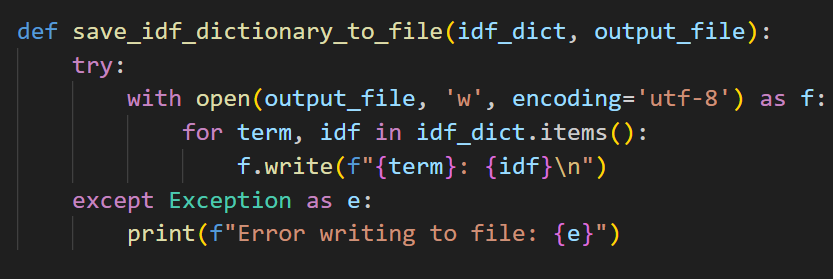 def save_idf_dictionary_to_file(idf_dict, output_file):
    try:
        with open(output_file, 'w', encoding='utf-8') as f:
            for term, idf in idf_dict.items():
                f.write(f"{term}: {idf}\n")
    except Exception as e:
        print(f"Error writing to file: {e}")